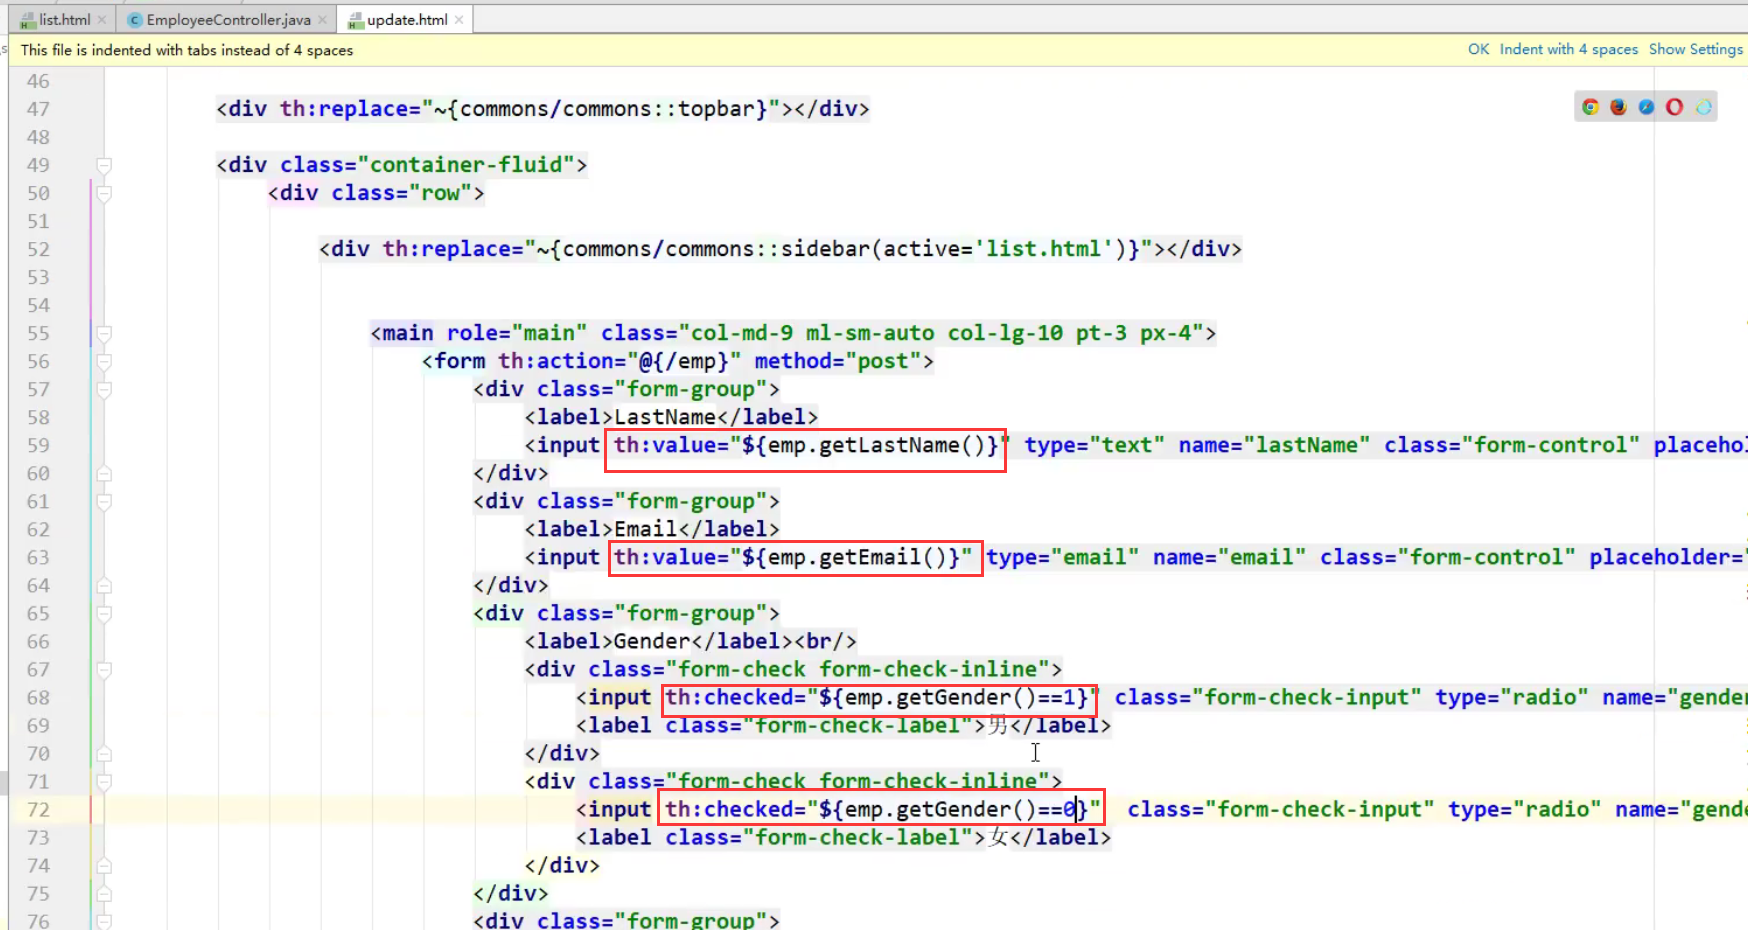 list.html
EmployeeController.java
update.html
This file is indented with tabs instead of 4 spaces
OK Indent with 4 spaces Show Settings
46
47 <div th:replace="~{commons/commons::topbar}"></div>
48
49 <div class="container-fluid">
50 <div class="row">
51
52 <div th:replace="~{commons/commons::sidebar(active='list.html')}"></div>
53
54
55 <main role="main" class="col-md-9 ml-sm-auto col-lg-10 pt-3 px-4">
56 <form th:action="@{/emp}" method="post">
57 <div class="form-group">
58 <label>LastName</label>
59 <input th:value="${emp.getLastName()}" type="text" name="lastName" class="form-control" placehol
60 </div>
61 <div class="form-group">
62 <label>Email</label>
63 <input th:value="${emp.getEmail()}" type="email" name="email" class="form-control" placeholder=
64 </div>
65 <div class="form-group">
66 <label>Gender</label><br/>
67 <div class="form-check form-check-inline">
68 <input th:checked="${emp.getGender()==1}" class="form-check-input" type="radio" name="gender
69 <label class="form-check-label">男</label>
70 </div>
71 <div class="form-check form-check-inline">
72 <input th:checked="${emp.getGender()==0}" class="form-check-input" type="radio" name="gende
73 <label class="form-check-label">女</label>
74 </div>
75 </div>
76 <div class="form-group">